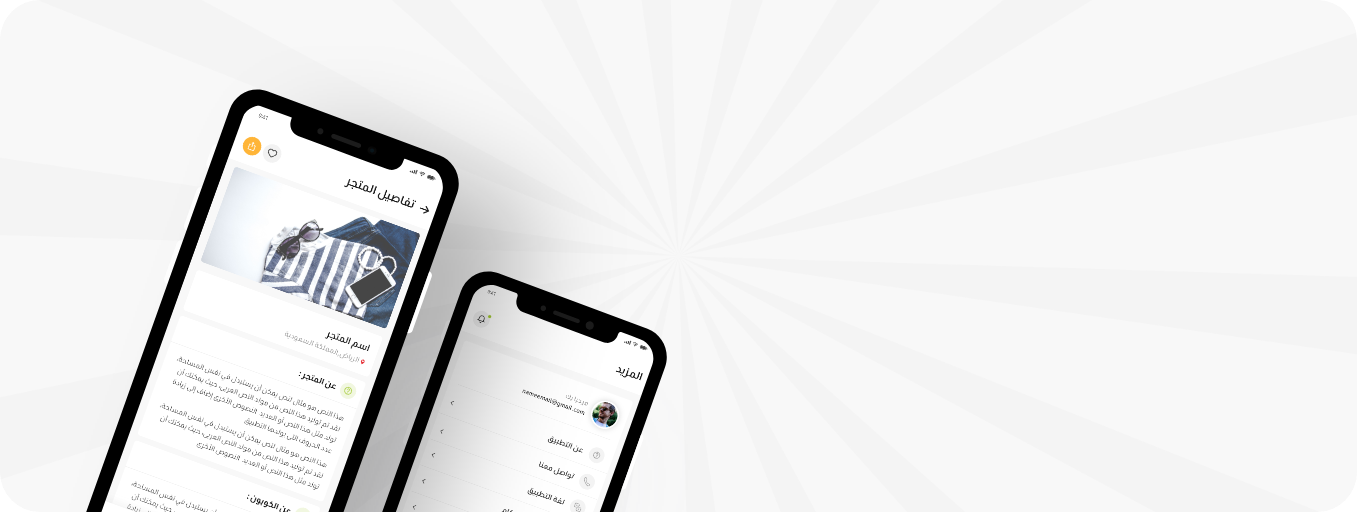 9:41
تفاصيل المتجر
اسم المتجر
الرياض,المملكة السعودية
عن المتجر :
هذا النص هو مثال لنص يمكن أن يستبدل في نفس المساحة،
لقد تم توليد هذا النص من مولد النص العربي، حيث يمكنك أن
تولد مثل هذا النص أو العديد النصوص الأخرى إضافة إلى زيادة
عدد الحروف التي يولدها التطبيق
هذا النص هو مثال لنص يمكن أن يستبدل في نفس المساحة،
لقد تم توليد هذا النص من مولد النص العربي، حيث يمكنك أن
تولد مثل هذا النص أو العديد النصوص الأخرى
عن الكوبون :
يستبدل في نفس المساحة،
9:41
المزيد
مرحبا بك
nameemail@gmail.com
عن التطبيق
تواصل معنا
لغة التطبيق